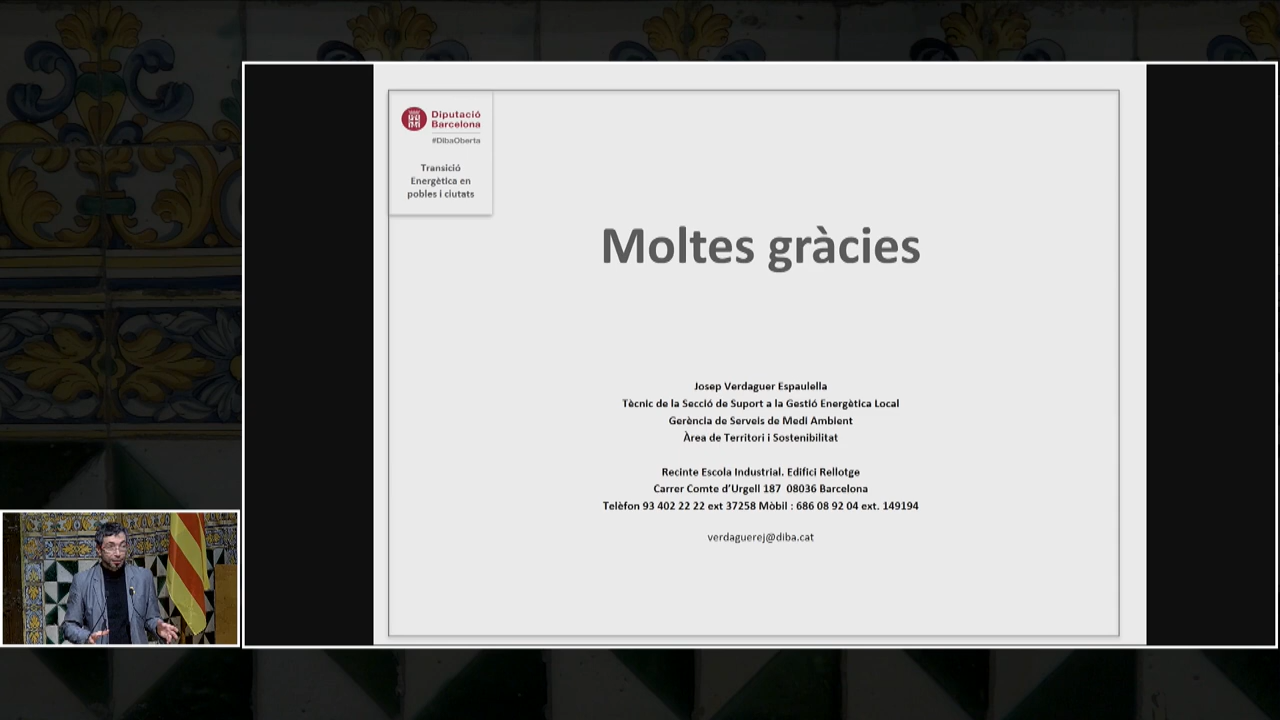 Diputació
Barcelona
#DibaOberta
Transició
Energètica en
pobles i ciutats
Moltes gràcies
Josep Verdaguer Espaulella
Tècnic de la Secció de Suport a la Gestió Energètica Local
Gerència de Serveis de Medi Ambient
Àrea de Territori i Sostenibilitat
Recinte Escola Industrial. Edifici Rellotge
Carrer Comte d'Urgell 187 08036 Barcelona
Telèfon 93 402 22 22 ext 37258 Mòbil : 686 08 92 04 ext. 149194
verdaguerej@diba.cat